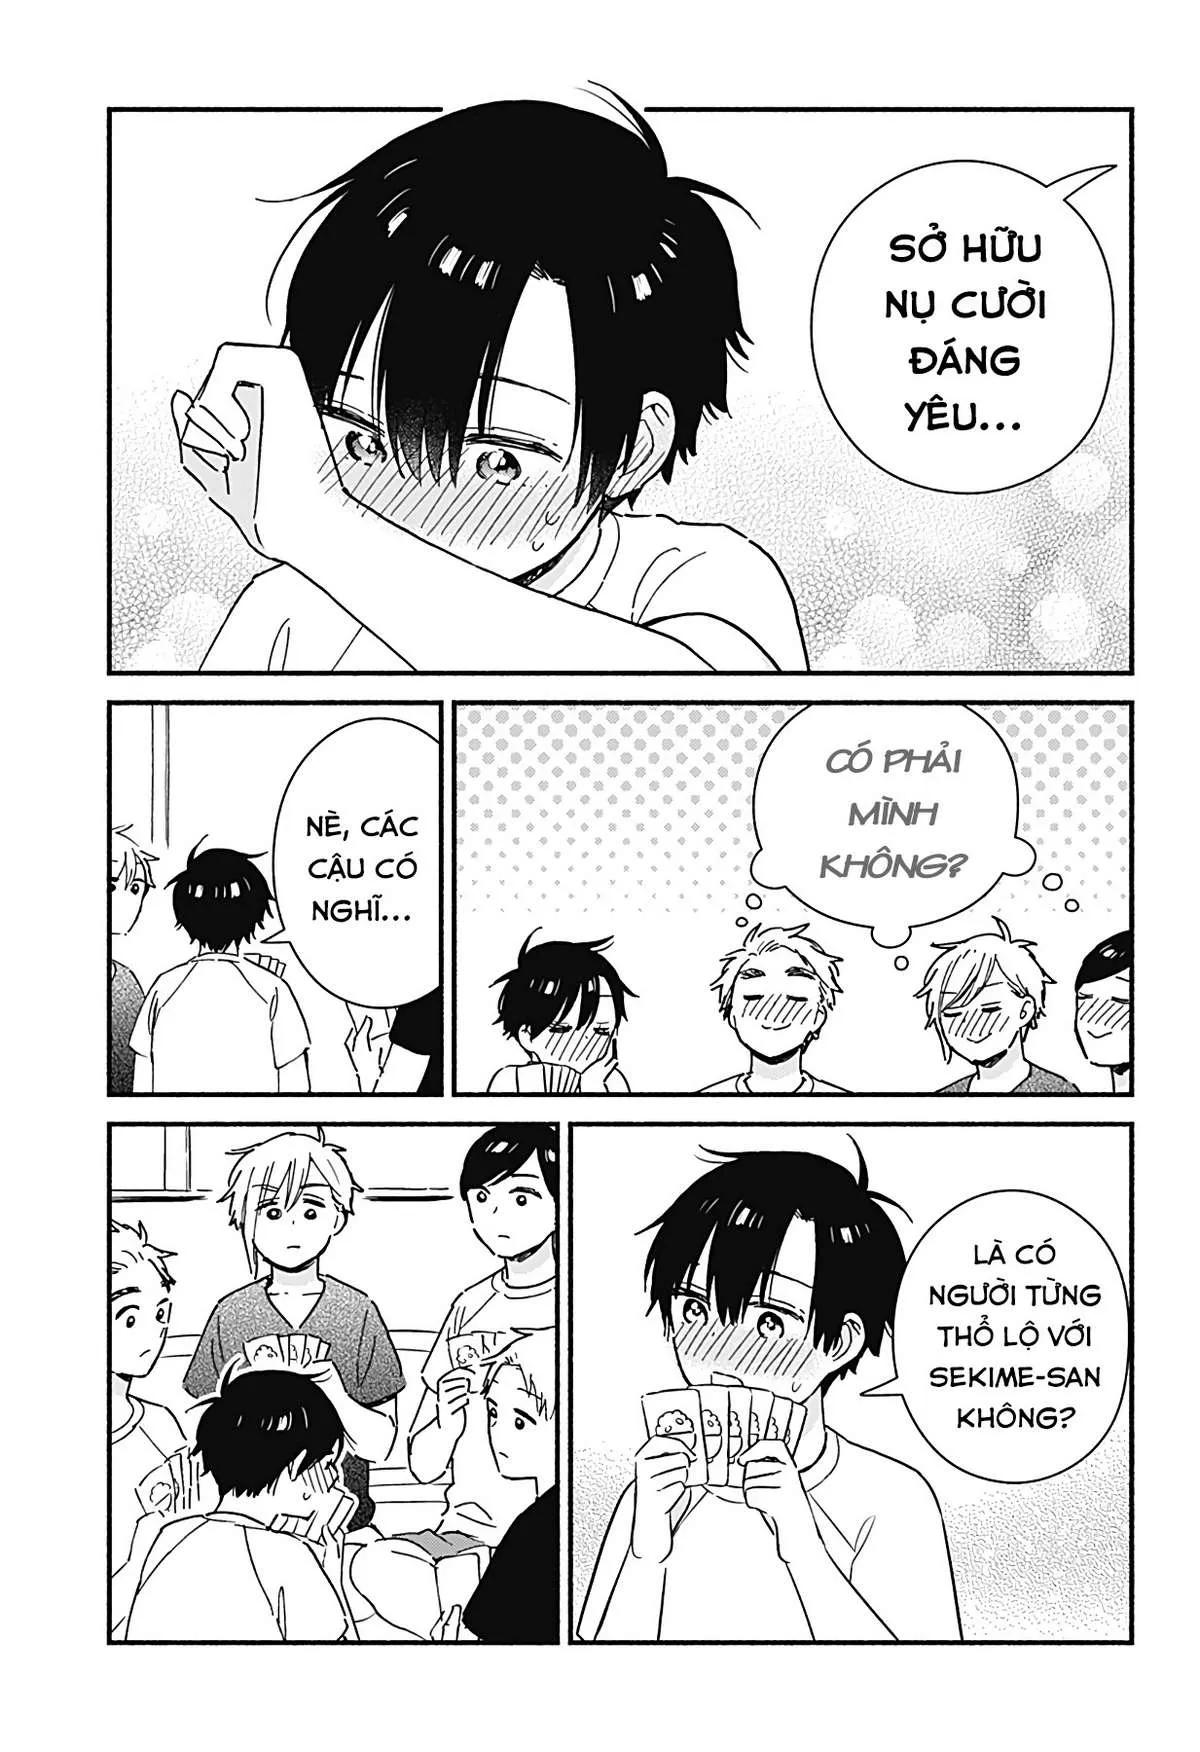 SỞ HỮU
NỤ CƯỜI
ĐÁNG
YÊU...
CÓ PHẢI
MÌNH
KHÔNG?
NÈ, CÁC
CẬU CÓ
NGHĨ...
LÀ CÓ
NGƯỜI TỪNG
THỔ LỘ VỚI
SEKIME-SAN
KHÔNG?